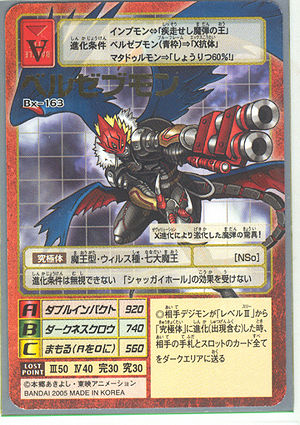 A
進化条件
インプモン⇔「疾走せし魔弾の王」
ベルゼブモン(青枠)⇒「X抗体」
マタドゥルモン⇒「しょうりつ60%!」
ベルゼブモン
Bx-163
X進化により進化した魔弾の驚異!
究極体 魔王型・ウィルス種・七大魔王 [NSo]
進化条件は無視できない 「シャッガイホール」の効果を受けない
A ダブルインパクト 920
B ダークネスクロウ 740
C まもる(Aを0に) 560
◎相手デジモンが「レベルⅢ」から
「究極体」に進化(出現含む)した時、
相手の手札とスロットのカード全て
をダークエリアに送る
LOST POINT Ⅲ50 Ⅳ40 完30 究30
©本郷あきよし・東映アニメーション
BANDAI 2005 MADE IN KOREA